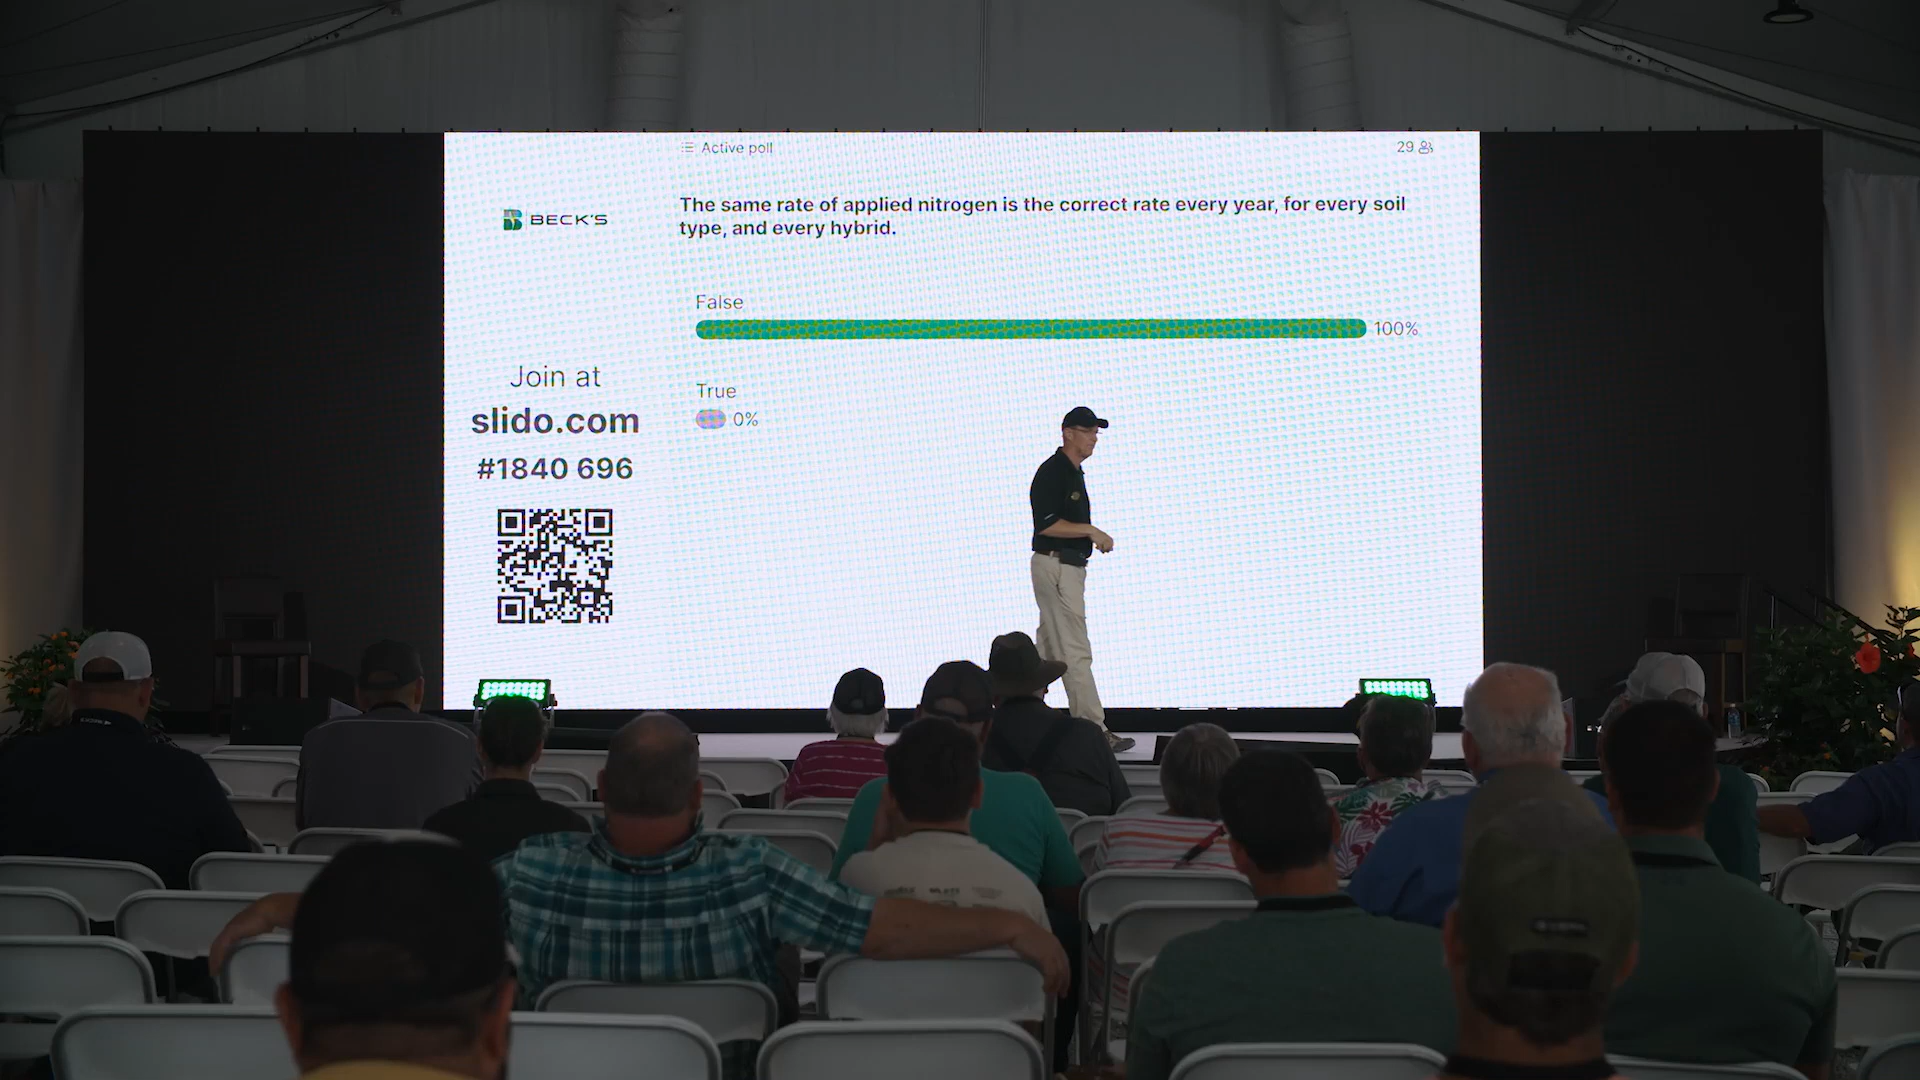 Active poll
29
BECK'S
The same rate of applied nitrogen is the correct rate every year, for every soil
type, and every hybrid.
False
100%
True
0%
Join at
slido.com
#1840 696